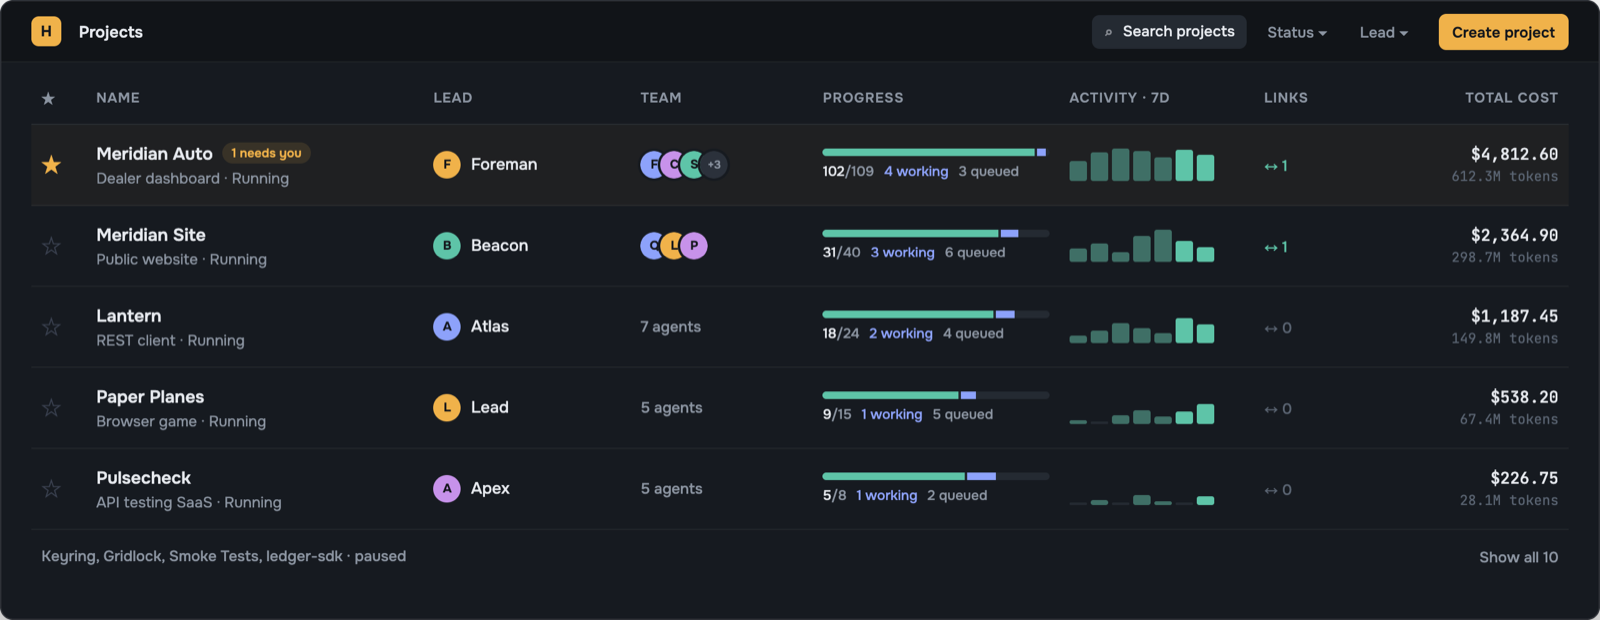 H Projects Search projects Status Lead Create project
★ NAME LEAD TEAM PROGRESS ACTIVITY · 7D LINKS TOTAL COST
Meridian Auto 1 needs you F Foreman F C S +3 102/109 4 working 3 queued ↔ 1 $4,812.60
Dealer dashboard · Running 612.3M tokens
Meridian Site B Beacon L P 31/40 3 working 6 queued ↔ 1 $2,364.90
Public website · Running 298.7M tokens
Lantern A Atlas 7 agents 18/24 2 working 4 queued ↔ 0 $1,187.45
REST client · Running 149.8M tokens
Paper Planes L Lead 5 agents 9/15 1 working 5 queued ↔ 0 $538.20
Browser game · Running 67.4M tokens
Pulsecheck A Apex 5 agents 5/8 1 working 2 queued ↔ 0 $226.75
API testing SaaS · Running 28.1M tokens
Keyring, Gridlock, Smoke Tests, ledger-sdk · paused Show all 10